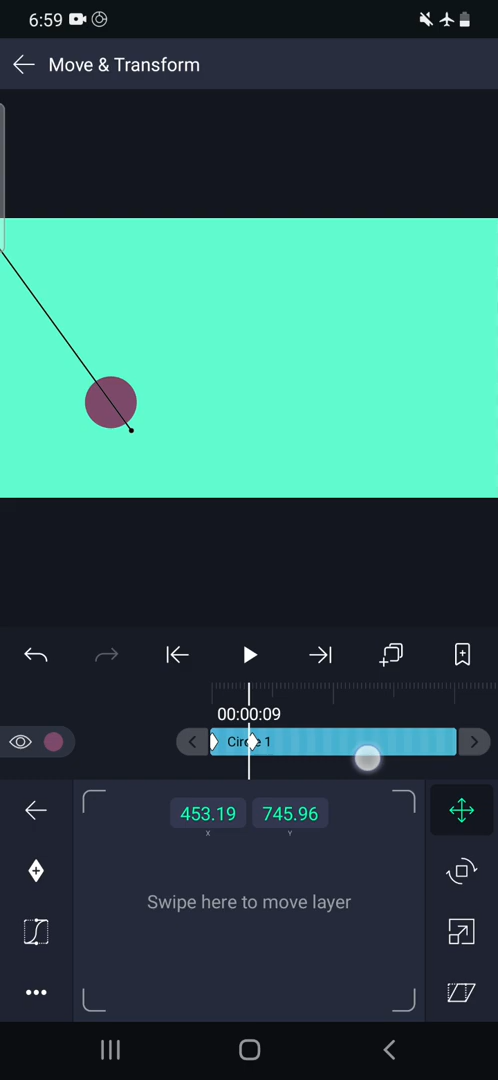 6:59
Move & Transform
00:00:09
Circle 1
453.19 745.96
X Y
Swipe here to move layer